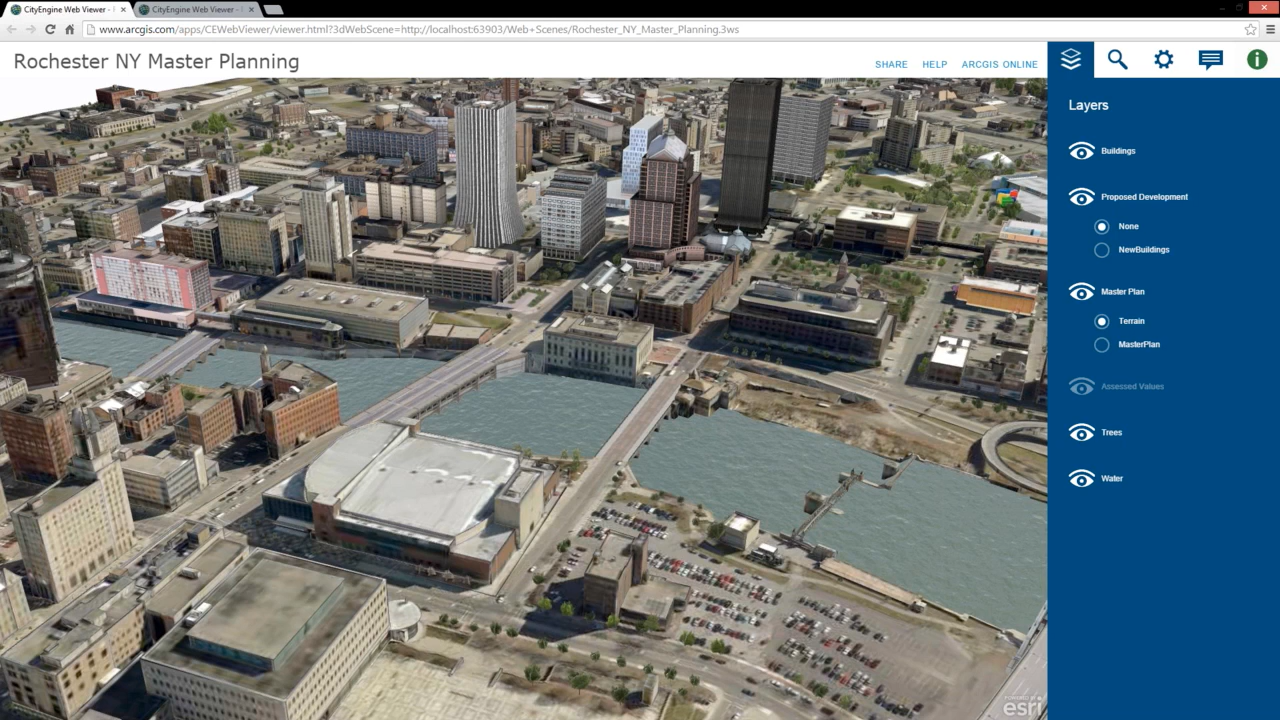 CityEngine Web Viewer - 
CityEngine Web Viewer - 
www.arcgis.com/apps/CEWebViewer/viewer.html?3dWebScene=http://localhost:63903/Web+Scenes/Rochester_NY_Master_Planning.3ws
Rochester NY Master Planning
SHARE HELP ARCGIS ONLINE
Layers
Buildings
Proposed Development
None
NewBuildings
Master Plan
Terrain
MasterPlan
Assessed Values
Trees
Water
POWERED BY
esri